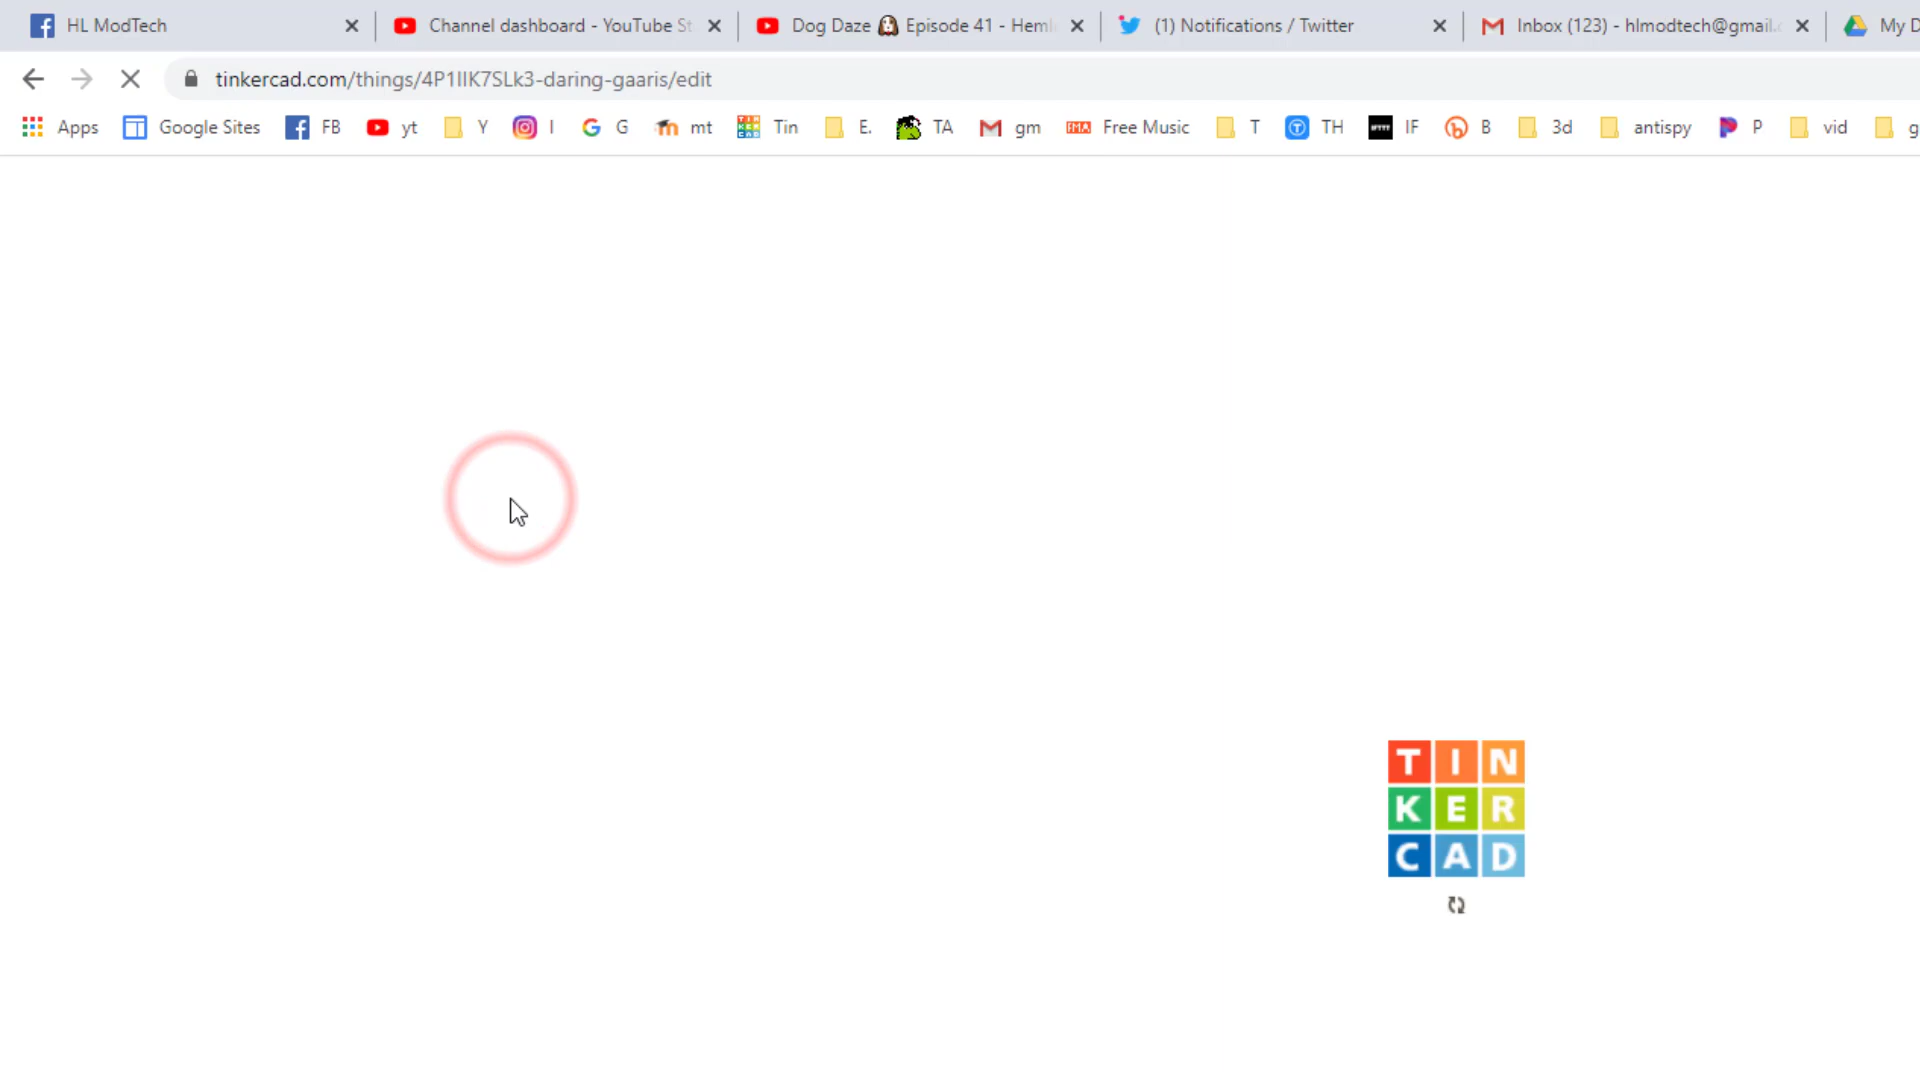 HL ModTech
Channel dashboard - YouTube St
Dog Daze Episode 41 - Heml
(1) Notifications / Twitter
Inbox (123) - hlmodtech@gmail.c
My D
tinkercad.com/things/4P1IIK7SLk3-daring-gaaris/edit
Apps Google Sites FB yt Y I G mt Tin E. TA gm Free Music T TH IF B 3d antispy P vid g
TIN
KER
CAD